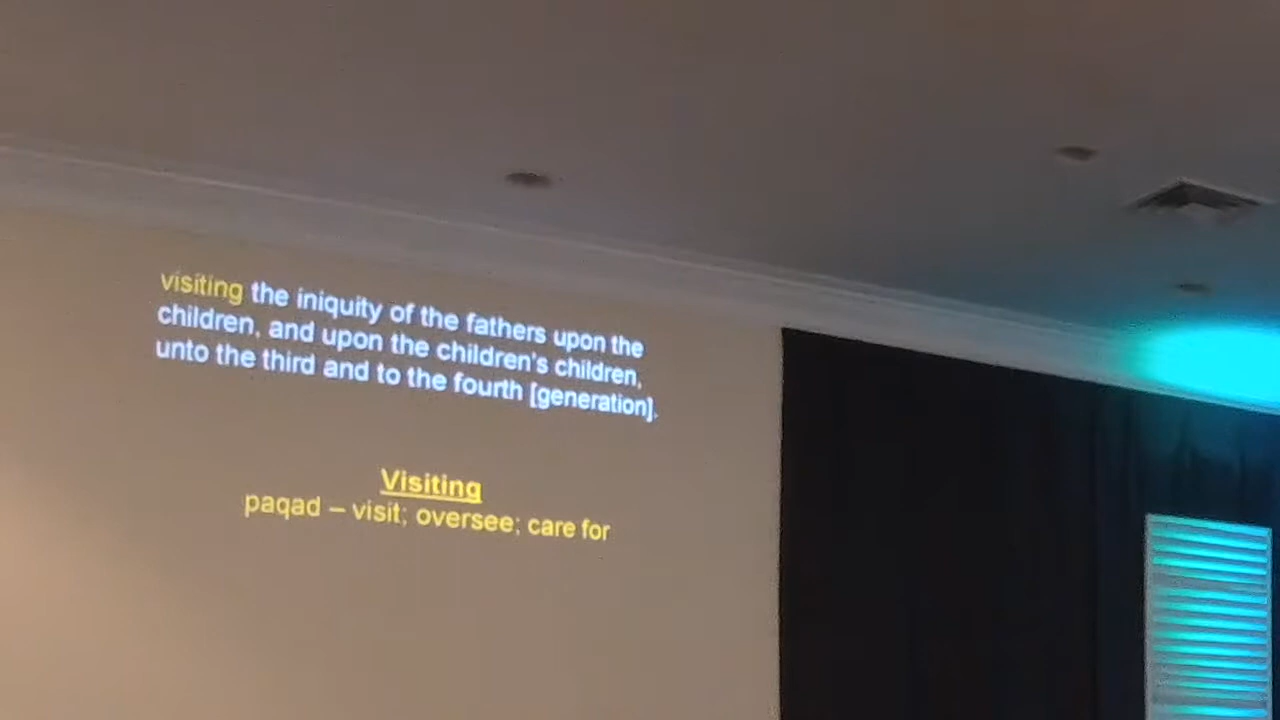 visiting the iniquity of the fathers upon the
children, and upon the children's children,
unto the third and to the fourth [generation].
Visiting
paqad – visit; oversee; care for